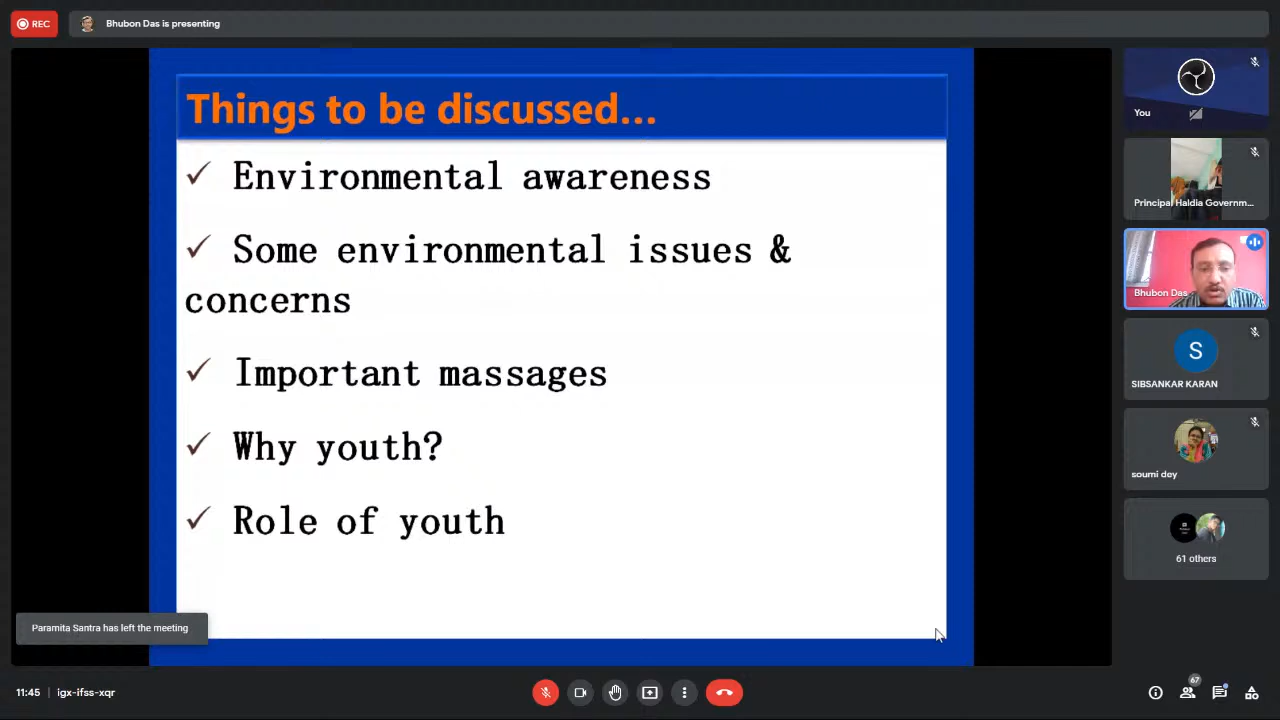 REC
Bhubon Das is presenting
Things to be discussed...
✓ Environmental awareness
✓ Some environmental issues &
concerns
✓ Important massages
✓ Why youth?
✓ Role of youth
You
Principal Haldia Governm...
Bhubon Das
S
SIBSANKAR KARAN
soumi dey
61 others
Paramita Santra has left the meeting
11:45 | igx-ifss-xqr
67